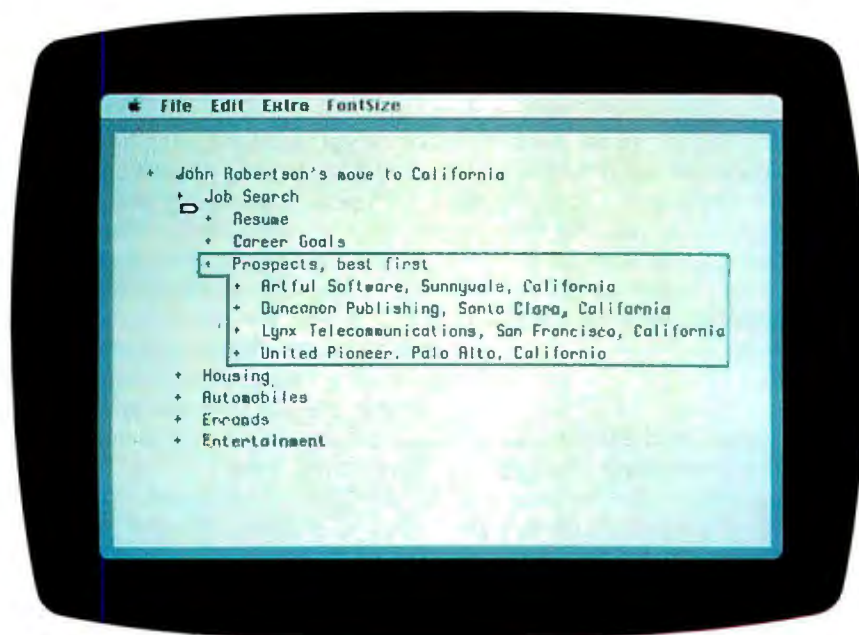 File Edit Extra FontSize
+ John Robertson's move to California
+ Job Search
+ Resume
+ Career Goals
+ Prospects, best first
+ Artful Software, Sunnyvale, California
+ Duncanon Publishing, Santa Clara, California
+ Lynx Telecommunications, San Francisco, California
+ United Pioneer, Palo Alto, California
+ Housing
+ Automobiles
+ Errands
+ Entertainment